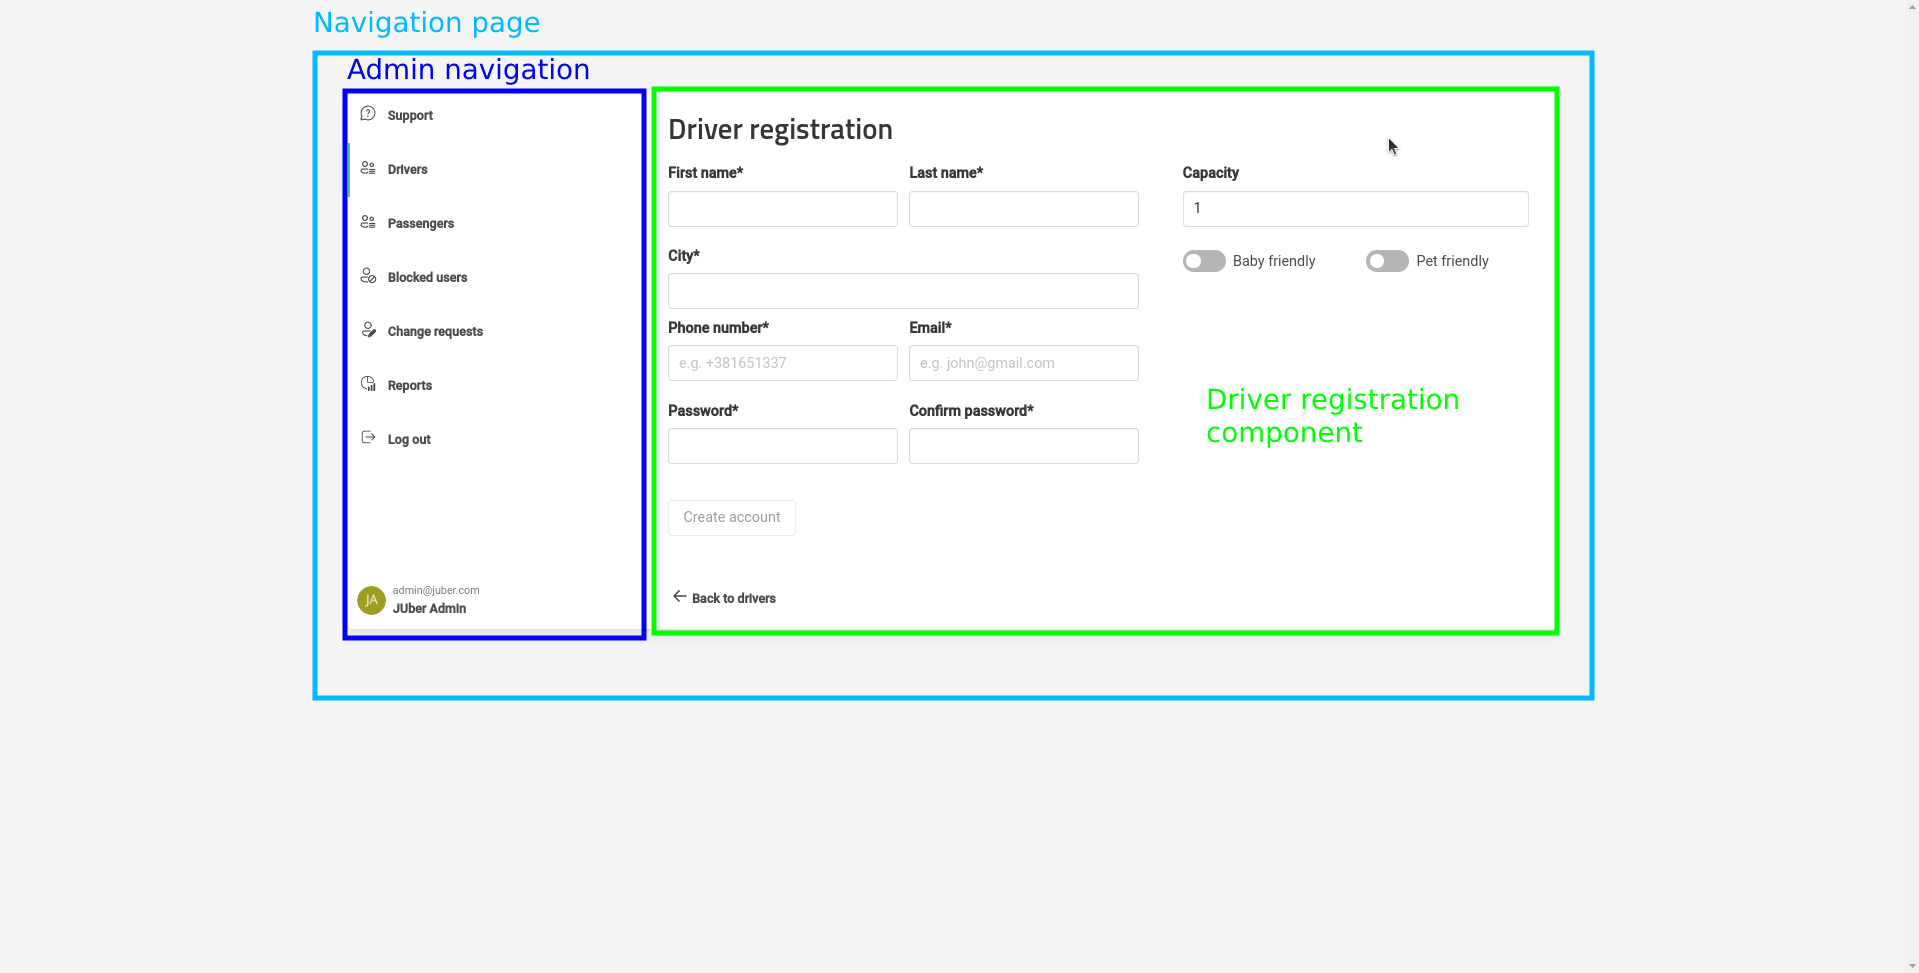 Navigation page
Admin navigation
Support
Drivers
Passengers
Blocked users
Change requests
Reports
Log out
JA
admin@juber.com
JUber Admin
Driver registration
First name*
Last name*
Capacity
1
Baby friendly
Pet friendly
City*
Phone number*
Email*
e.g. +381651337
e.g. john@gmail.com
Password*
Confirm password*
Driver registration
component
Create account
Back to drivers